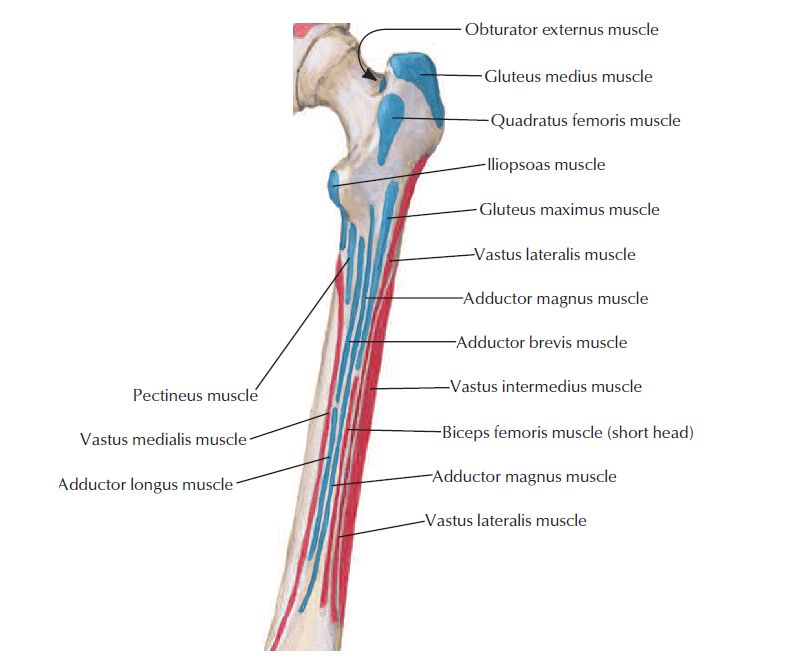 Obturator externus muscle
Gluteus medius muscle
Quadratus femoris muscle
Iliopsoas muscle
Gluteus maximus muscle
Vastus lateralis muscle
Adductor magnus muscle
Adductor brevis muscle
Vastus intermedius muscle
Pectineus muscle
Biceps femoris muscle (short head)
Vastus medialis muscle
Adductor magnus muscle
Adductor longus muscle
Vastus lateralis muscle